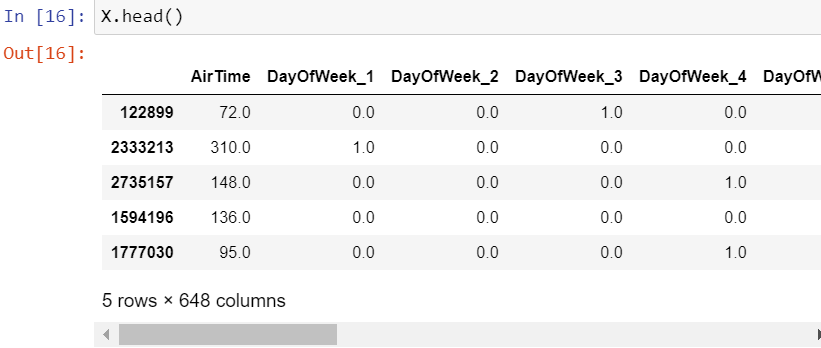 In [16]: X.head()
Out[16]:
AirTime DayOfWeek_1 DayOfWeek_2 DayOfWeek_3 DayOfWeek_4 DayOfW
122899 72.0 0.0 0.0 1.0 0.0
2333213 310.0 1.0 0.0 0.0 0.0
2735157 148.0 0.0 0.0 0.0 1.0
1594196 136.0 0.0 0.0 0.0 0.0
1777030 95.0 0.0 0.0 0.0 1.0
5 rows × 648 columns